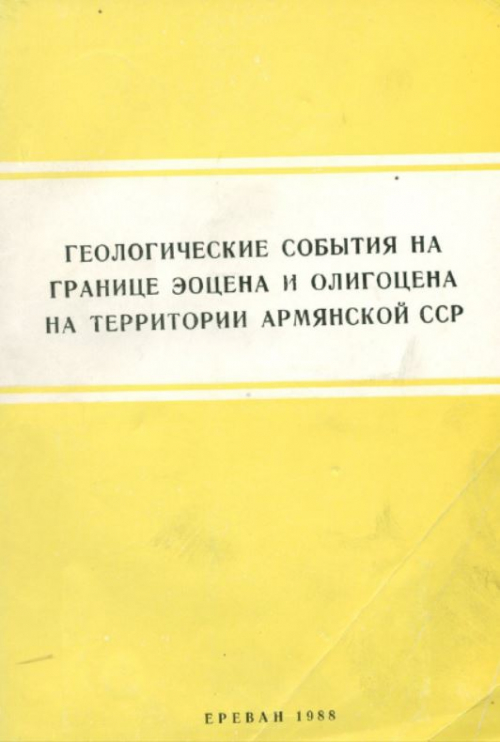 ГЕОЛОГИЧЕСКИЕ СОБЫТИЯ НА
ГРАНИЦЕ ЭОЦЕНА И ОЛИГОЦЕНА
НА ТЕРРИТОРИИ АРМЯНСКОЙ ССР
ЕРЕВАН 1988